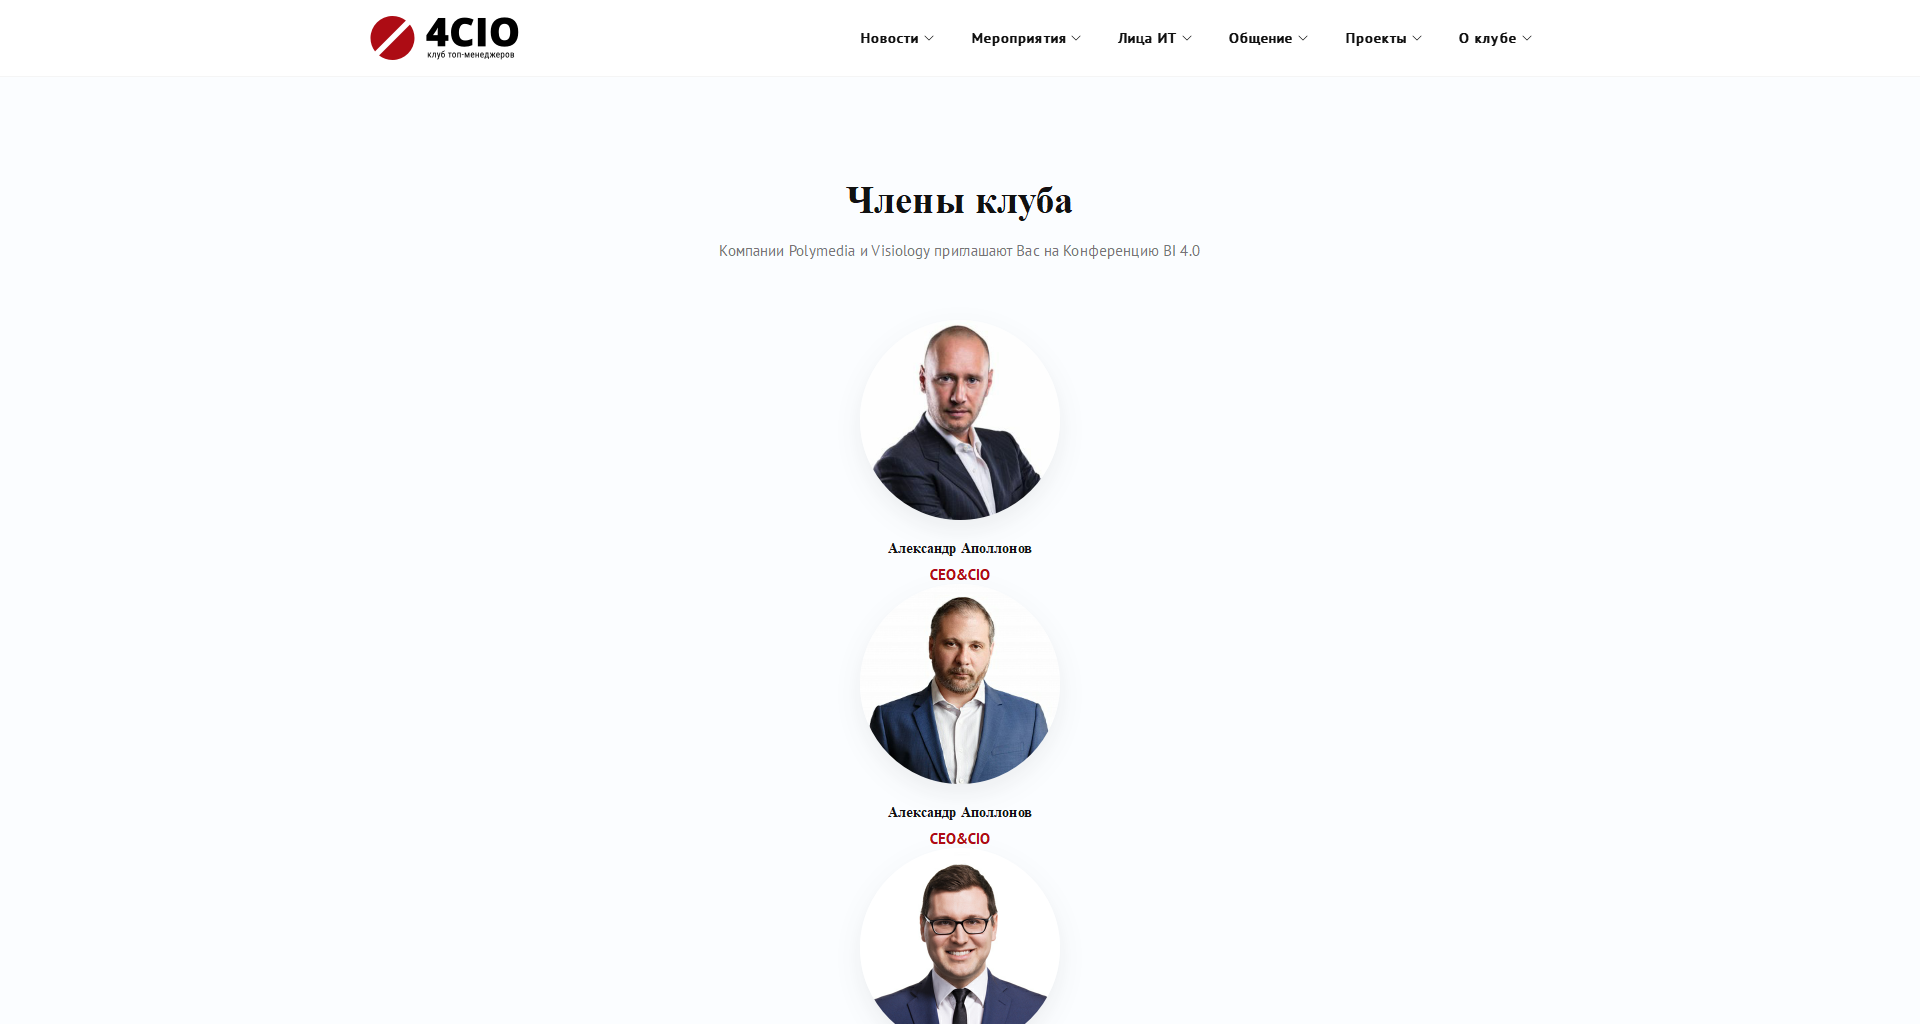 4CIO
клуб топ-менеджеров
Новости
Мероприятия
Лица ИТ
Общение
Проекты
О клубе
Члены клуба
Компании Polymedia и Visiology приглашают Вас на Конференцию BI 4.0
Александр Аполлонов
CEO&CIO
Александр Аполлонов
CEO&CIO